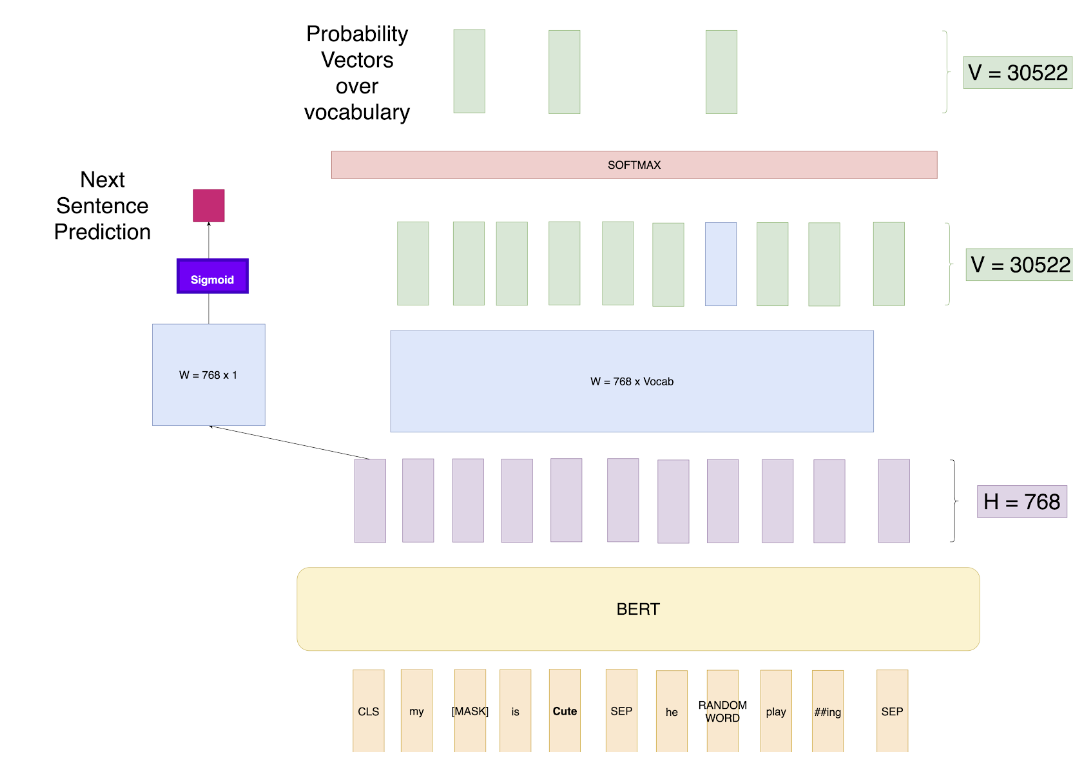 Probability
Vectors
over
vocabulary
V = 30522
SOFTMAX
Next
Sentence
Prediction
Sigmoid
V = 30522
W = 768 x 1
W = 768 x Vocab
H = 768
BERT
CLS
my
[MASK]
is
Cute
SEP
he
RANDOM
WORD
play
##ing
SEP